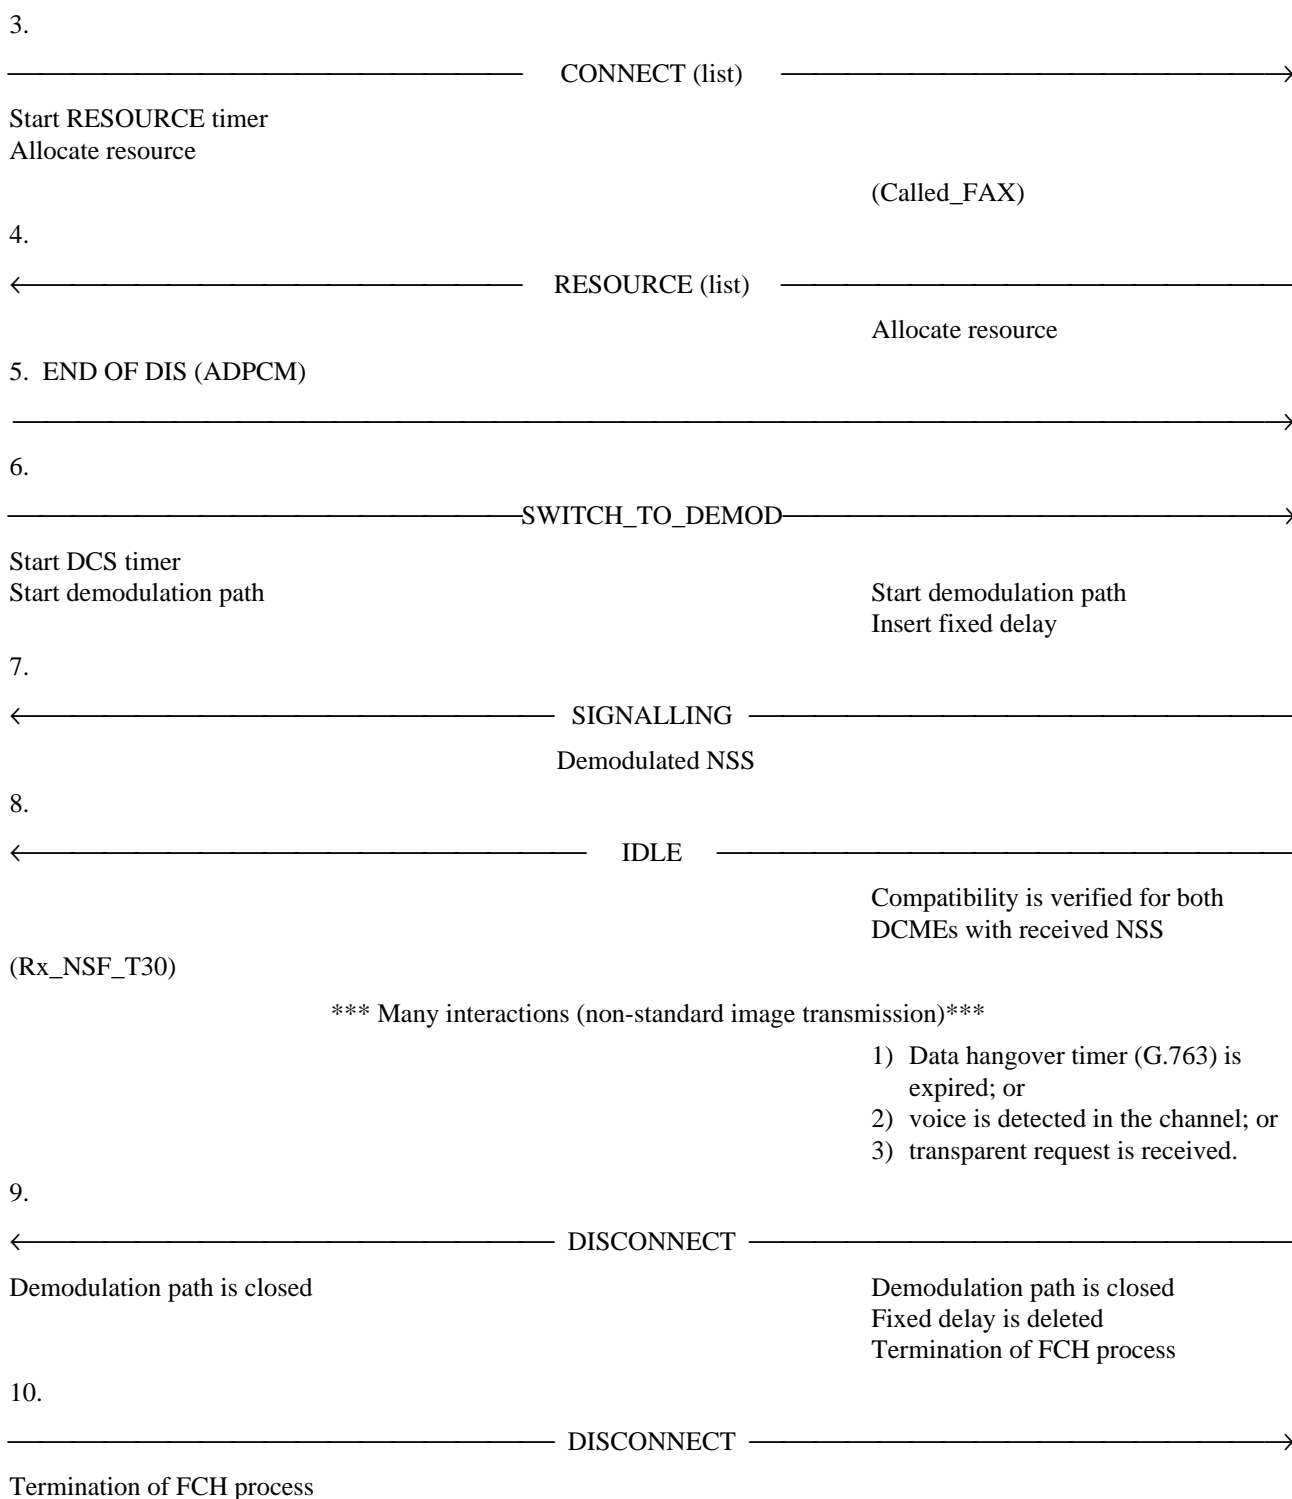 3.
CONNECT (list)
Start RESOURCE timer
Allocate resource
(Called_FAX)
4.
RESOURCE (list)
Allocate resource
5. END OF DIS (ADPCM)
6.
SWITCH_TO_DEMOD
Start DCS timer
Start demodulation path
Start demodulation path
Insert fixed delay
7.
SIGNALLING
Demodulated NSS
8.
IDLE
Compatibility is verified for both
DCMEs with received NSS
(Rx_NSF_T30)
*** Many interactions (non-standard image transmission)***
1) Data hangover timer (G.763) is
expired; or
2) voice is detected in the channel; or
3) transparent request is received.
9.
DISCONNECT
Demodulation path is closed
Demodulation path is closed
Fixed delay is deleted
Termination of FCH process
10.
DISCONNECT
Termination of FCH process